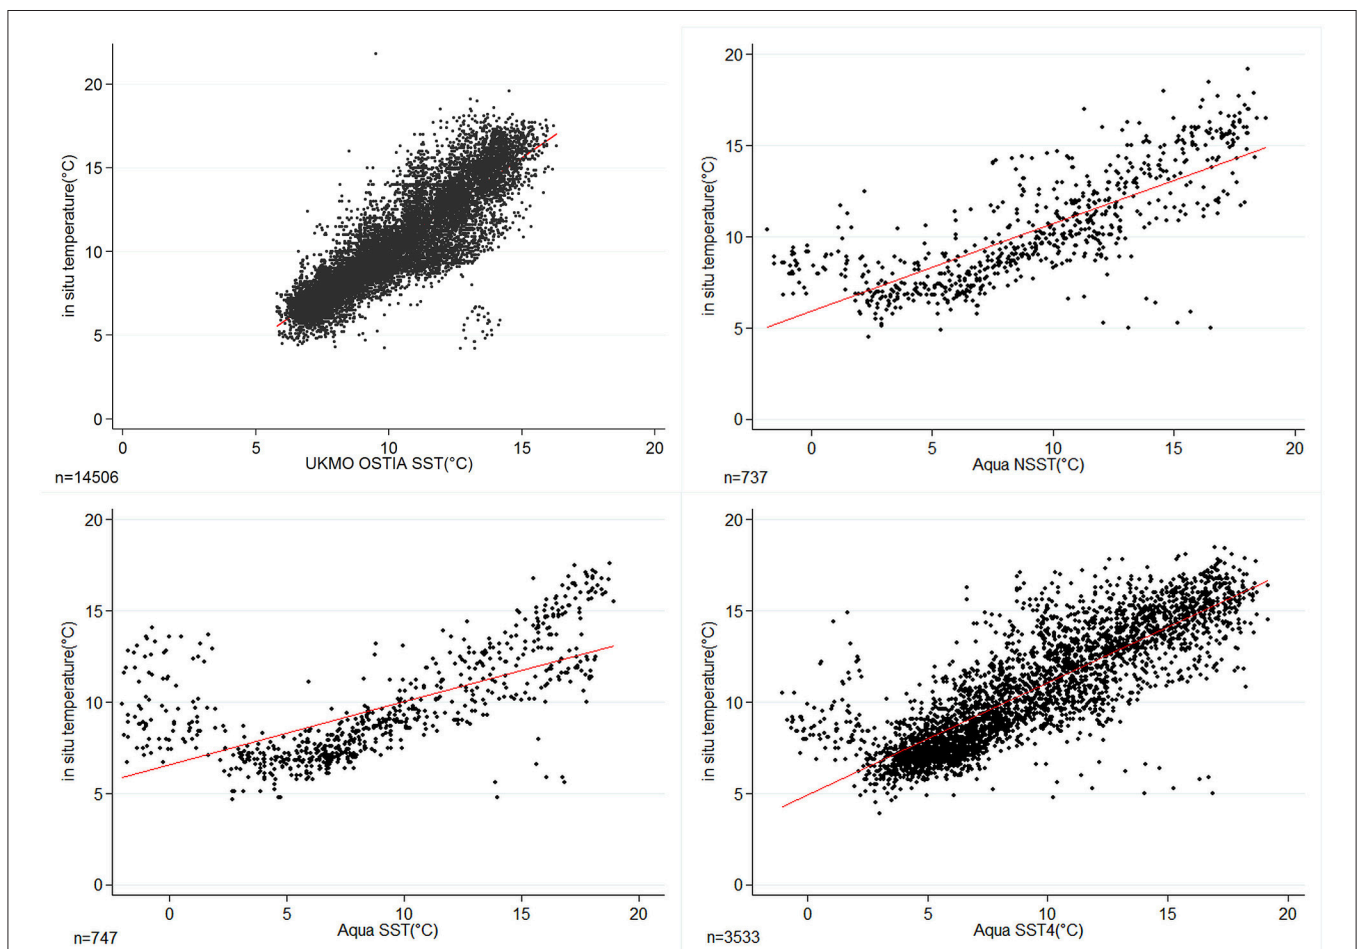 20
15
10
5
0
in situ temperature(°C)
0 5 10 15 20
UKMO OSTIA SST(°C)
n=14506
20
15
10
5
0
in situ temperature(°C)
0 5 10 15 20
Aqua NSST(°C)
n=737
20
15
10
5
0
in situ temperature(°C)
0 5 10 15 20
Aqua SST(°C)
n=747
20
15
10
5
0
in situ temperature(°C)
0 5 10 15 20
Aqua SST4(°C)
n=3533